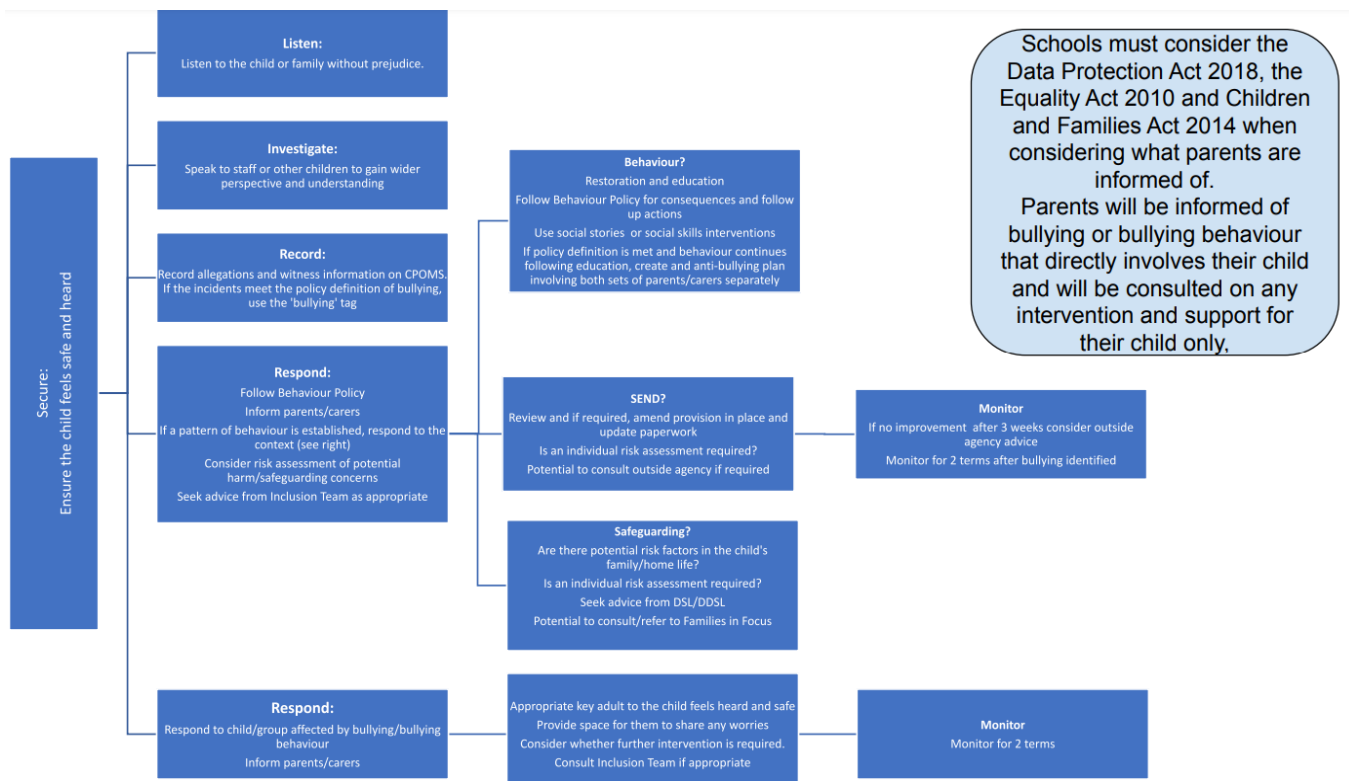 Secure:
Ensure the child feels safe and heard
Listen:
Listen to the child or family without prejudice.
Investigate:
Speak to staff or other children to gain wider
perspective and understanding
Record:
Record allegations and witness information on CPOMS.
If the incidents meet the policy definition of bullying,
use the 'bullying' tag
Respond:
Follow Behaviour Policy
Inform parents/carers
If a pattern of behaviour is established, respond to the
context (see right)
Consider risk assessment of potential
harm/safeguarding concerns
Seek advice from Inclusion Team as appropriate
Behaviour?
Restoration and education
Follow Behaviour Policy for consequences and follow
up actions
Use social stories or social skills interventions
If policy definition is met and behaviour continues
following education, create and anti-bullying plan
involving both sets of parents/carers separately
SEND?
Review and if required, amend provision in place and
update paperwork
Is an individual risk assessment required?
Potential to consult outside agency if required
Monitor
If no improvement after 3 weeks consider outside
agency advice
Monitor for 2 terms after bullying identified
Safeguarding?
Are there potential risk factors in the child's
family/home life?
Is an individual risk assessment required?
Seek advice from DSL/DDSL
Potential to consult/refer to Families in Focus
Respond:
Respond to child/group affected by bullying/bullying
behaviour
Inform parents/carers
Appropriate key adult to the child feels heard and safe
Provide space for them to share any worries
Consider whether further intervention is required.
Consult Inclusion Team if appropriate
Monitor
Monitor for 2 terms
Schools must consider the
Data Protection Act 2018, the
Equality Act 2010 and Children
and Families Act 2014 when
considering what parents are
informed of.
Parents will be informed of
bullying or bullying behaviour
that directly involves their child
and will be consulted on any
intervention and support for
their child only,